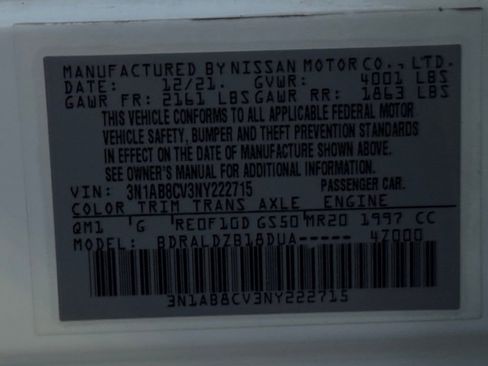 MANUFACTURED BY NISSAN MOTOR CO., LTD.
DATE: 12/21. GVWR: 4001 LBS
GAWR FR: 2161 LBS GAWR RR: 1863 LBS
THIS VEHICLE CONFORMS TO ALL APPLICABLE FEDERAL MOTOR
VEHICLE SAFETY, BUMPER AND THEFT PREVENTION STANDARDS
IN EFFECT ON THE DATE OF MANUFACTURE SHOWN ABOVE.
SEE OWNER'S MANUAL FOR ADDITIONAL INFORMATION.
VIN: 3N1AB8CV3NY222715 PASSENGER CAR.
COLOR TRIM TRANS AXLE ENGINE
QM1 G RE0F10D GS50 MR20 1997 CC
MODEL: BDRALDZB18DUA----- 4Z000
3N1AB8CV3NY222715